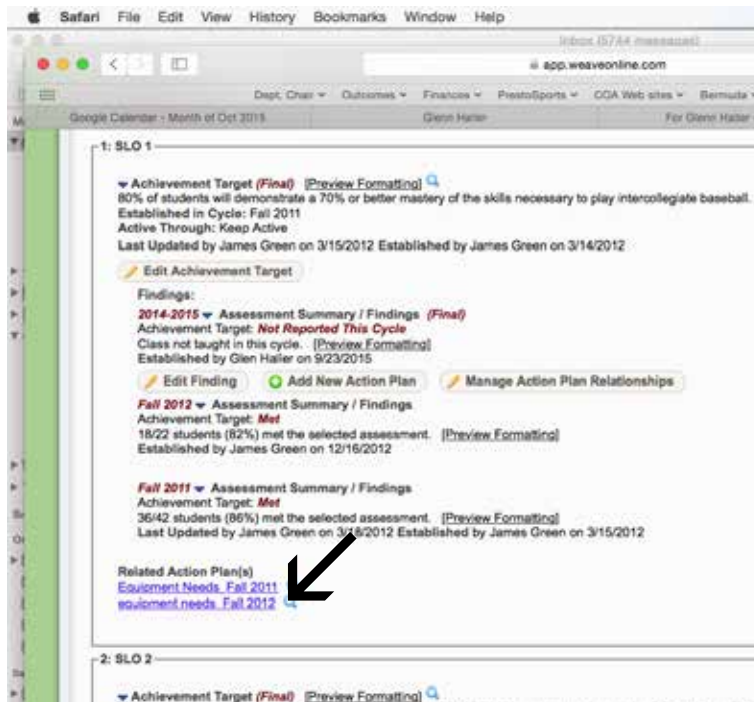 Safari File Edit View History Bookmarks Window Help
Inbox (5744 messages)
app.weaveonline.com
Dept. Chair Outcomes Finances PrestoSports CCA Web sites Bermuda
Google Calendar - Month of Oct 2015 Glenn Haller For Glenn Haller
1: SLO 1
Achievement Target (Final) [Preview Formatting]
80% of students will demonstrate a 70% or better mastery of the skills necessary to play intercollegiate baseball.
Established in Cycle: Fall 2011
Active Through: Keep Active
Last Updated by James Green on 3/15/2012 Established by James Green on 3/14/2012
Edit Achievement Target
Findings:
2014-2015 Assessment Summary / Findings (Final)
Achievement Target: Not Reported This Cycle
Class not taught in this cycle. [Preview Formatting]
Established by Glen Haller on 9/23/2015
Edit Finding Add New Action Plan Manage Action Plan Relationships
Fall 2012 Assessment Summary / Findings
Achievement Target: Met
18/22 students (82%) met the selected assessment. [Preview Formatting]
Established by James Green on 12/16/2012
Fall 2011 Assessment Summary / Findings
Achievement Target: Met
36/42 students (86%) met the selected assessment. [Preview Formatting]
Last Updated by James Green on 3/18/2012 Established by James Green on 3/15/2012
Related Action Plan(s)
Equipment Needs, Fall 2011
equipment needs, Fall 2012
2: SLO 2
Achievement Target (Final) [Preview Formatting]